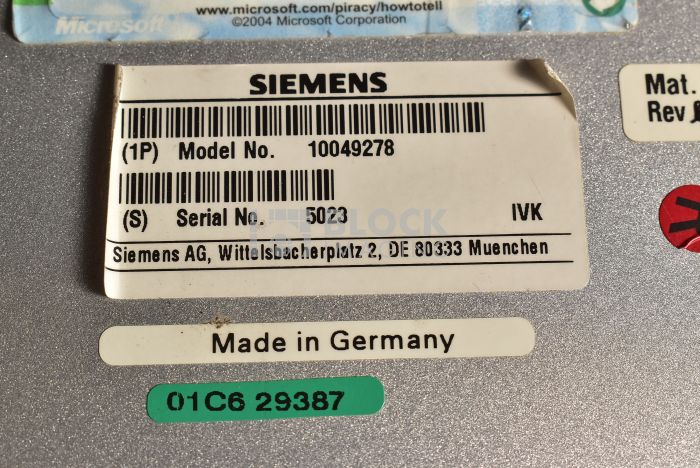 www.microsoft.com/piracy/howtotell
©2004 Microsoft Corporation
Microsoft
SIEMENS
(1P) Model No. 10049278
(S) Serial No. 5023 IVK
Siemens AG, Wittelsbacherplatz 2, DE 80333 Muenchen
Mat.
Rev
BLOCK
Made in Germany
01C6 29387